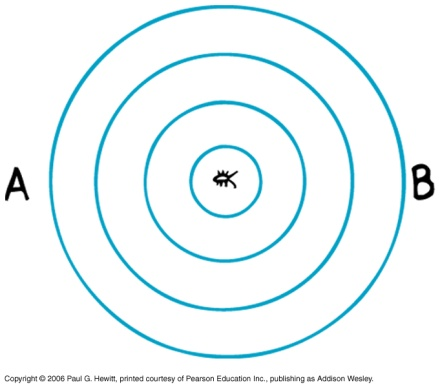 A B
Copyright © 2006 Paul G. Hewitt, printed courtesy of Pearson Education Inc., publishing as Addison Wesley.